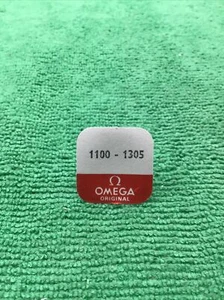 1100 - 1305
Ω
OMEGA
ORIGINAL